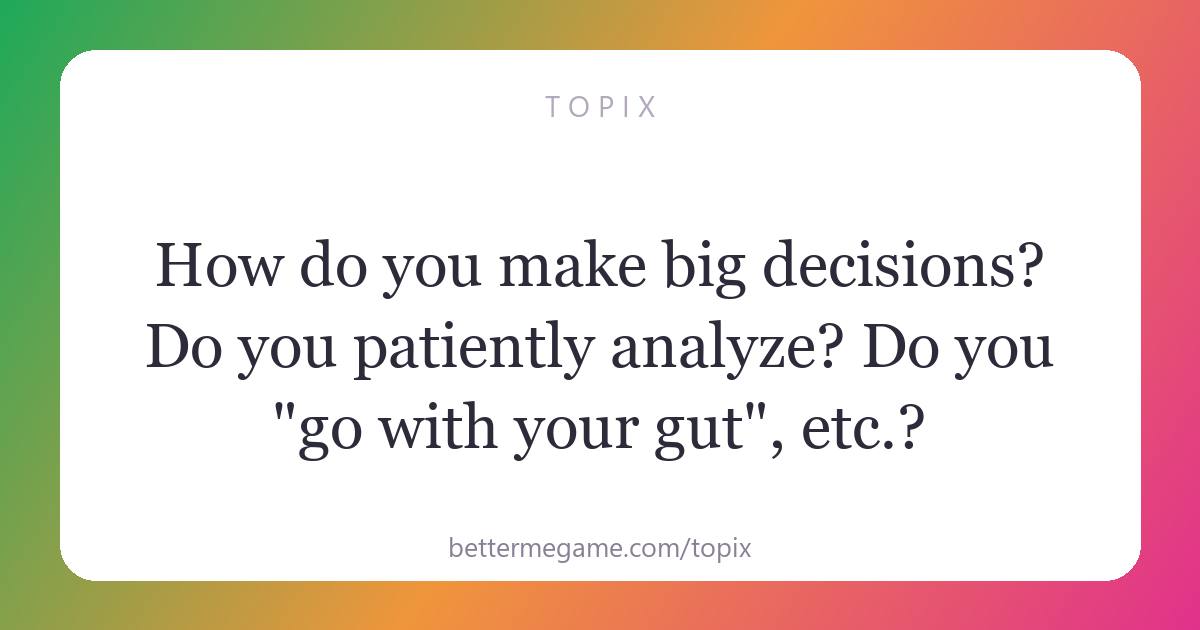 TOPIX
How do you make big decisions?
Do you patiently analyze? Do you
"go with your gut", etc.?
bettermegame.com/topix